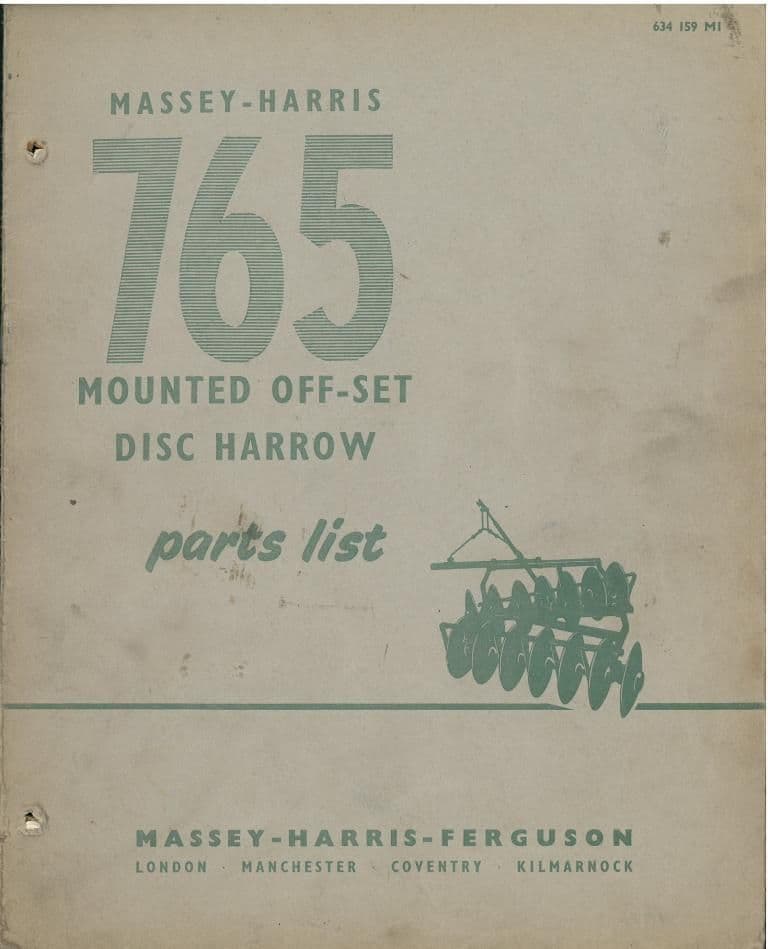 634 159 M1
MASSEY-HARRIS
765
MOUNTED OFF-SET
DISC HARROW
parts list
MASSEY-HARRIS-FERGUSON
LONDON · MANCHESTER · COVENTRY · KILMARNOCK